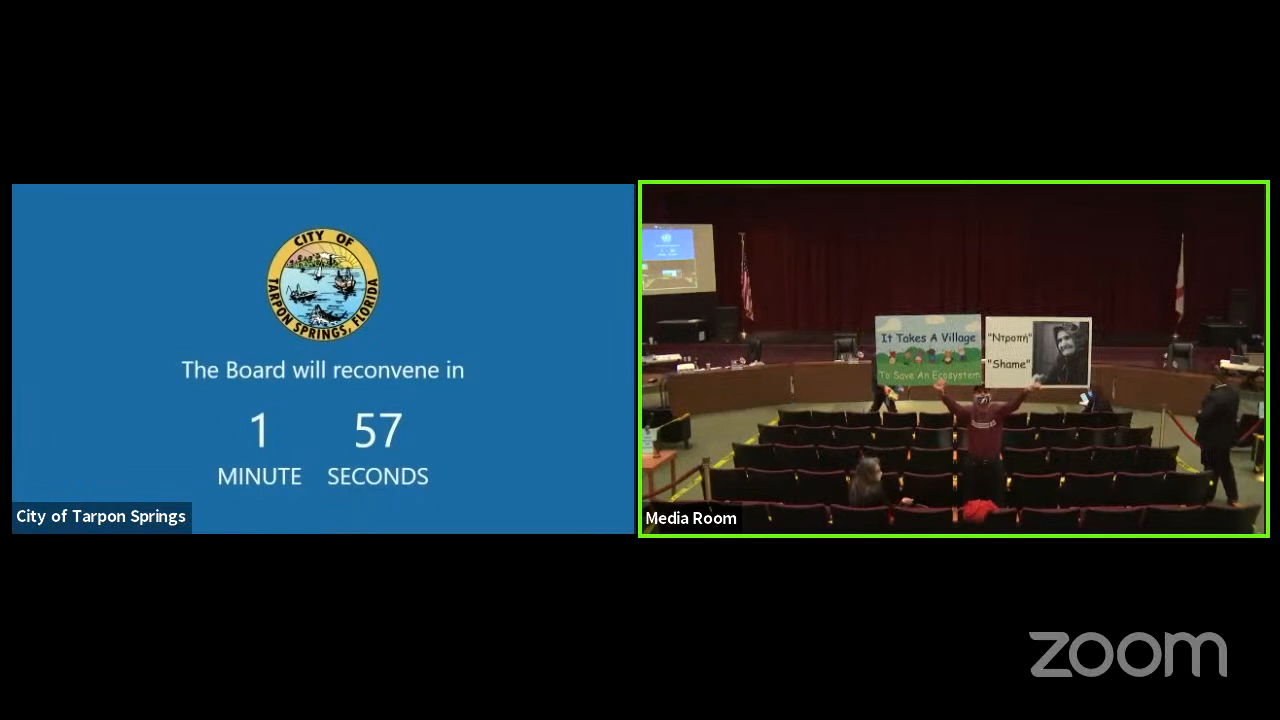 CITY OF
TARPON SPRINGS, FLORIDA
The Board will reconvene in
1 57
MINUTE SECONDS
City of Tarpon Springs
It Takes A Village
To Save An Ecosystem
"Ντροπή"
"Shame"
Media Room
zoom